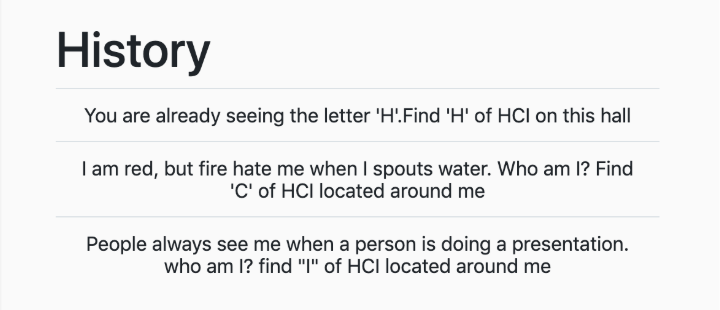 History
You are already seeing the letter 'H'.Find 'H' of HCI on this hall
I am red, but fire hate me when I spouts water. Who am I? Find
'C' of HCI located around me
People always see me when a person is doing a presentation.
who am I? find "I" of HCI located around me